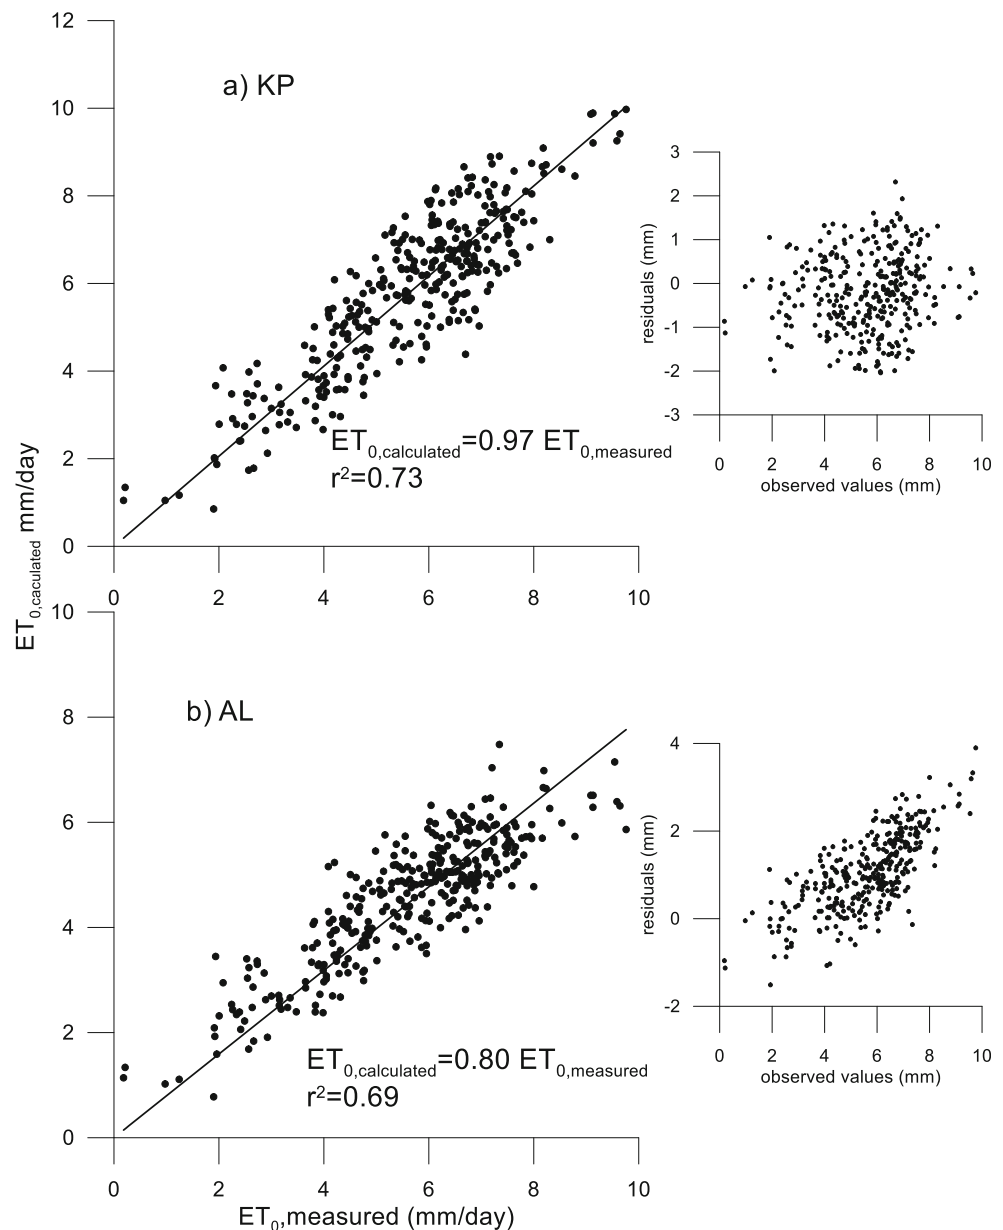 12
10
8
6
4
2
0
a) KP
ET0,calculated=0.97 ET0,measured
r²=0.73
0 2 4 6 8 10
3
2
1
0
-1
-2
-3
residuals (mm)
0 2 4 6 8 10
observed values (mm)
ET0,caculated mm/day
10
8
6
4
2
0
b) AL
ET0,calculated=0.80 ET0,measured
r²=0.69
0 2 4 6 8 10
ET0,measured (mm/day)
4
2
0
-2
residuals (mm)
0 2 4 6 8 10
observed values (mm)